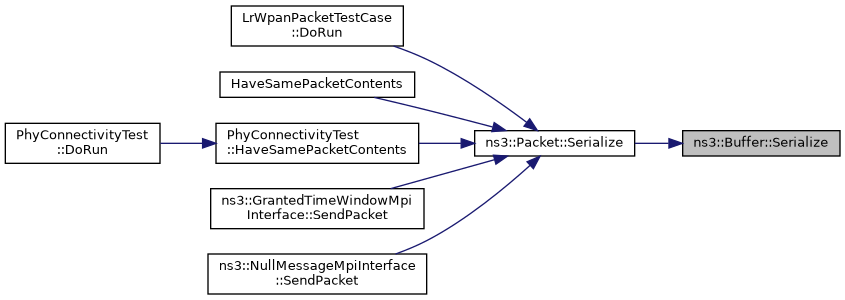 LrWpanPacketTestCase
::DoRun
HaveSamePacketContents
PhyConnectivityTest
::DoRun
PhyConnectivityTest
::HaveSamePacketContents
ns3::Packet::Serialize
ns3::Buffer::Serialize
ns3::GrantedTimeWindowMpi
Interface::SendPacket
ns3::NullMessageMpiInterface
::SendPacket